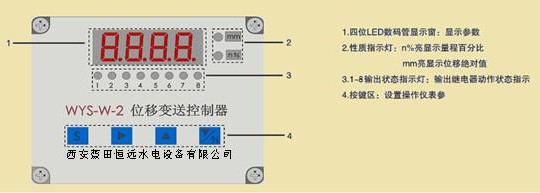 8.8.8.8.
mm
n%
1 2 3 4 5 6 7 8
WYS-W-2 位移变送控制器
S
西安蓝田恒远水电设备有限公司
1
2
3
4
1.四位LED数码管显示窗：显示参数
2.性质指示灯：n%亮显示量程百分比
mm亮显示位移绝对值
3.1-8输出状态指示灯：输出继电器动作状态指示
4.按键区：设置操作仪表参